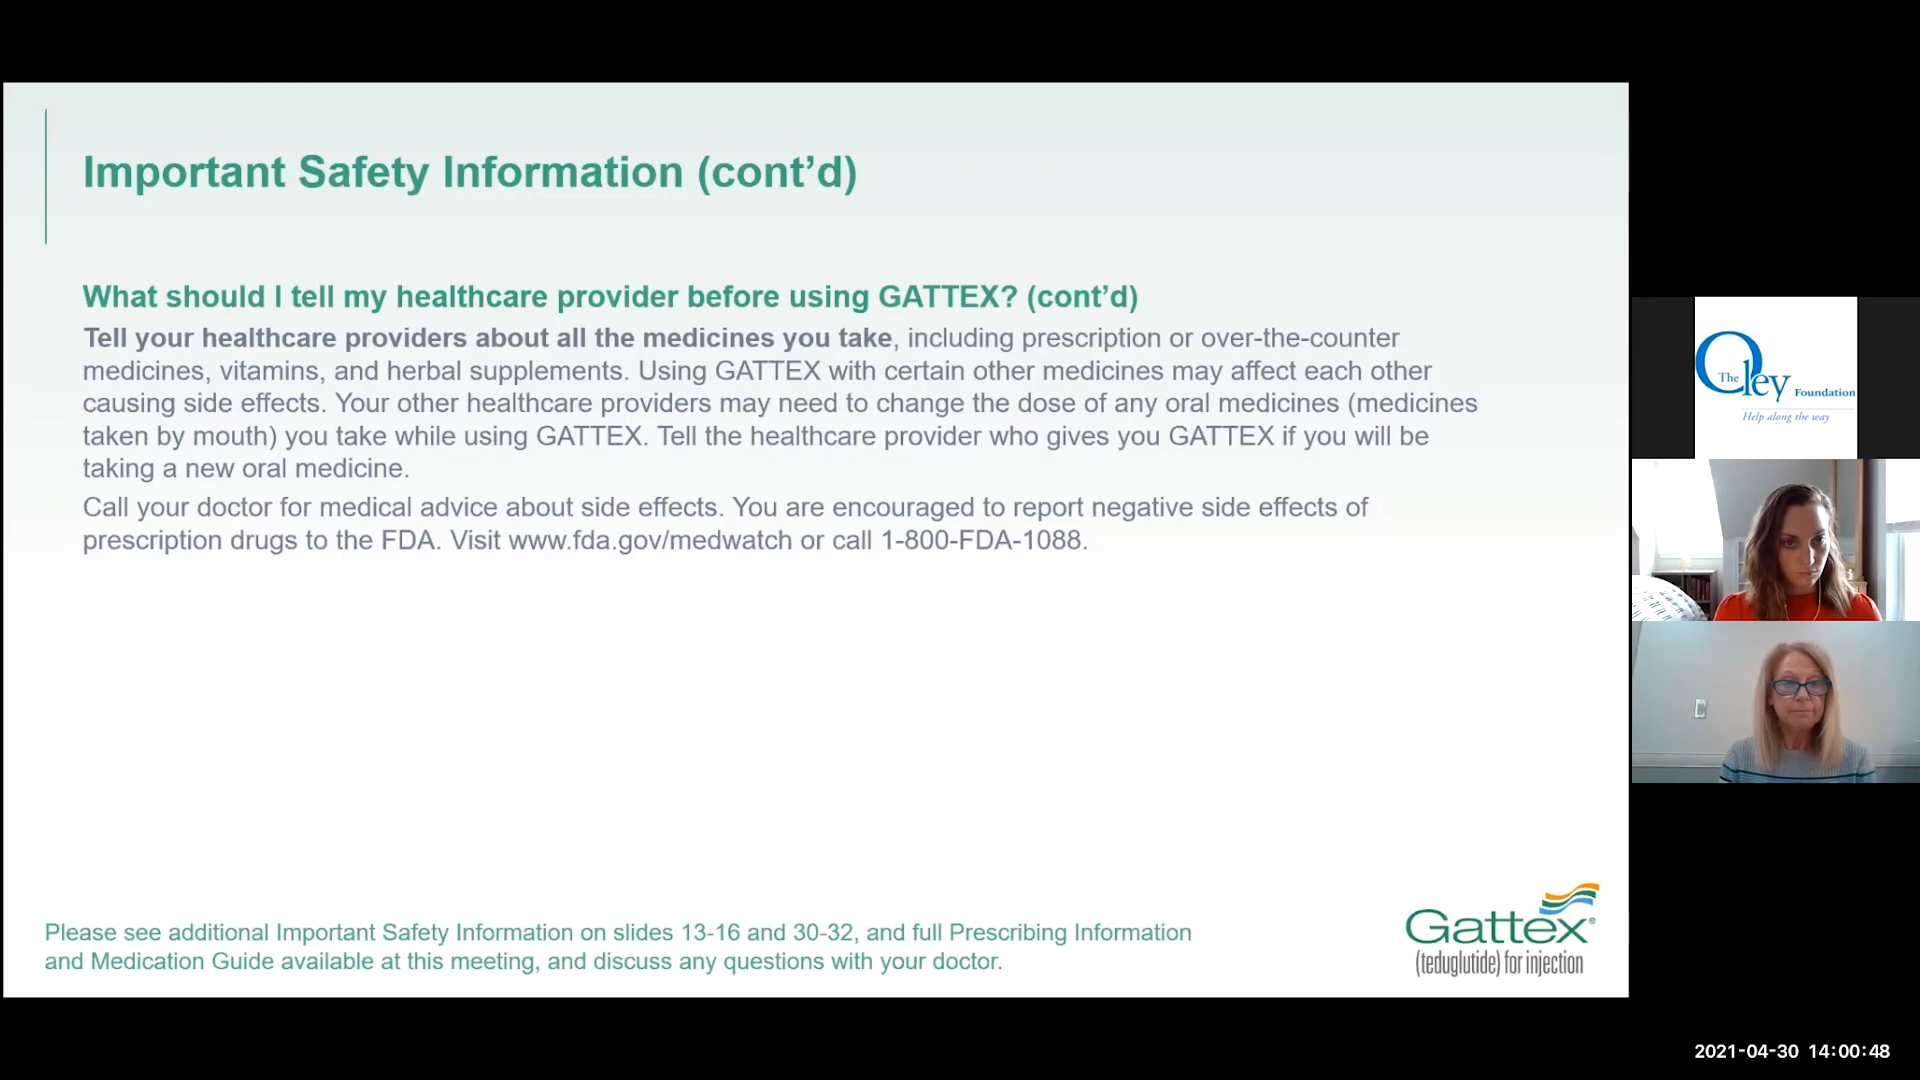 Important Safety Information (cont’d)
What should I tell my healthcare provider before using GATTEX? (cont’d)
Tell your healthcare providers about all the medicines you take, including prescription or over-the-counter
medicines, vitamins, and herbal supplements. Using GATTEX with certain other medicines may affect each other
causing side effects. Your other healthcare providers may need to change the dose of any oral medicines (medicines
taken by mouth) you take while using GATTEX. Tell the healthcare provider who gives you GATTEX if you will be
taking a new oral medicine.
Call your doctor for medical advice about side effects. You are encouraged to report negative side effects of
prescription drugs to the FDA. Visit www.fda.gov/medwatch or call 1-800-FDA-1088.
Please see additional Important Safety Information on slides 13-16 and 30-32, and full Prescribing Information
and Medication Guide available at this meeting, and discuss any questions with your doctor.
Gattex®
(teduglutide) for injection
The Oley Foundation
Help along the way
2021-04-30 14:00:48